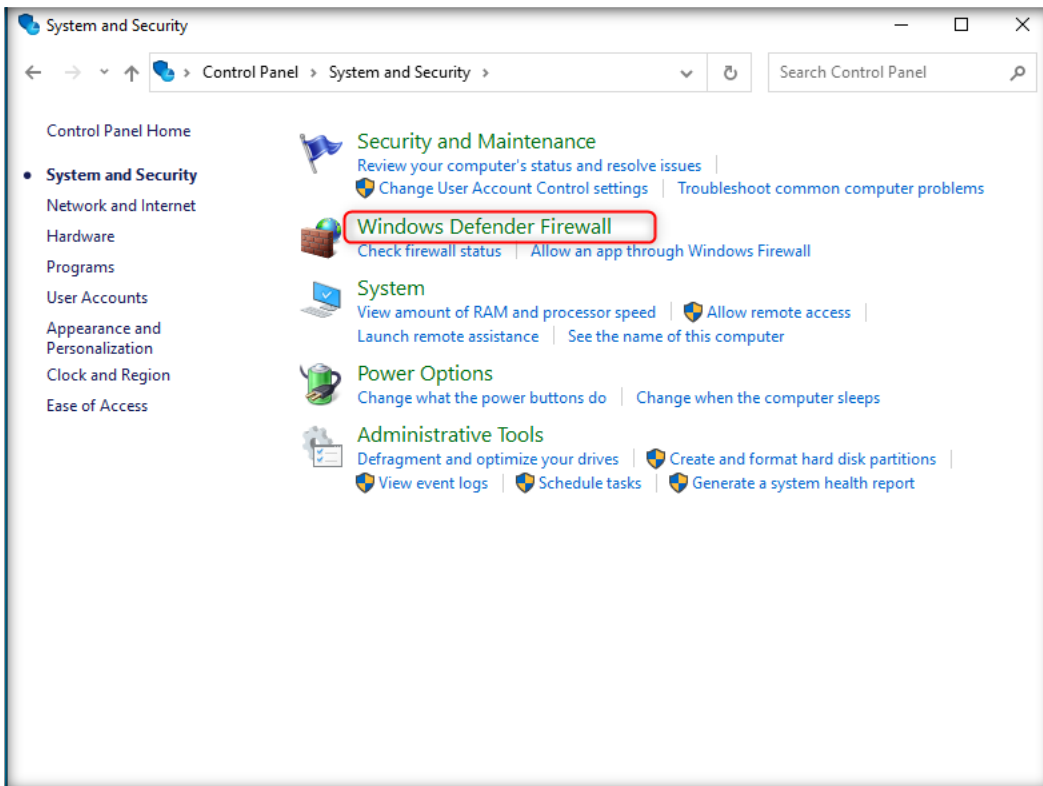 System and Security
Control Panel > System and Security >
Search Control Panel
Control Panel Home
System and Security
Network and Internet
Hardware
Programs
User Accounts
Appearance and
Personalization
Clock and Region
Ease of Access
Security and Maintenance
Review your computer's status and resolve issues
Change User Account Control settings
Troubleshoot common computer problems
Windows Defender Firewall
Check firewall status
Allow an app through Windows Firewall
System
View amount of RAM and processor speed
Allow remote access
Launch remote assistance
See the name of this computer
Power Options
Change what the power buttons do
Change when the computer sleeps
Administrative Tools
Defragment and optimize your drives
Create and format hard disk partitions
View event logs
Schedule tasks
Generate a system health report